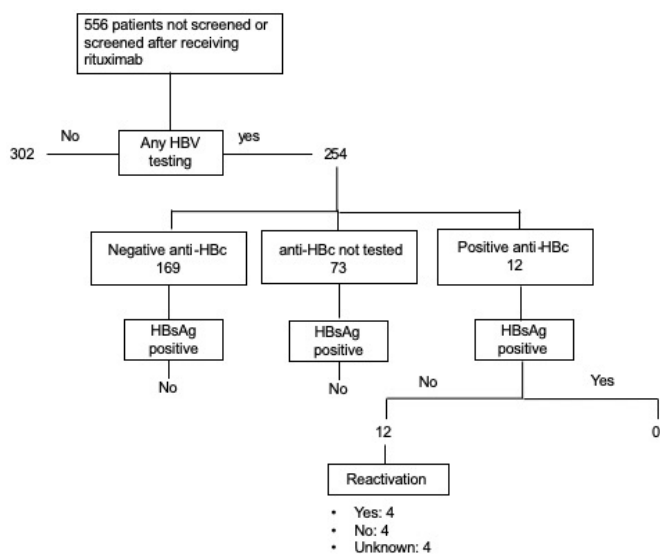 556 patients not screened or
screened after receiving
rituximab
No
yes
302
Any HBV
testing
254
Negative anti-HBc
169
anti-HBc not tested
73
Positive anti-HBc
12
HBsAg
positive
HBsAg
positive
HBsAg
positive
No
No
No
Yes
12
0
Reactivation
• Yes: 4
• No: 4
• Unknown: 4